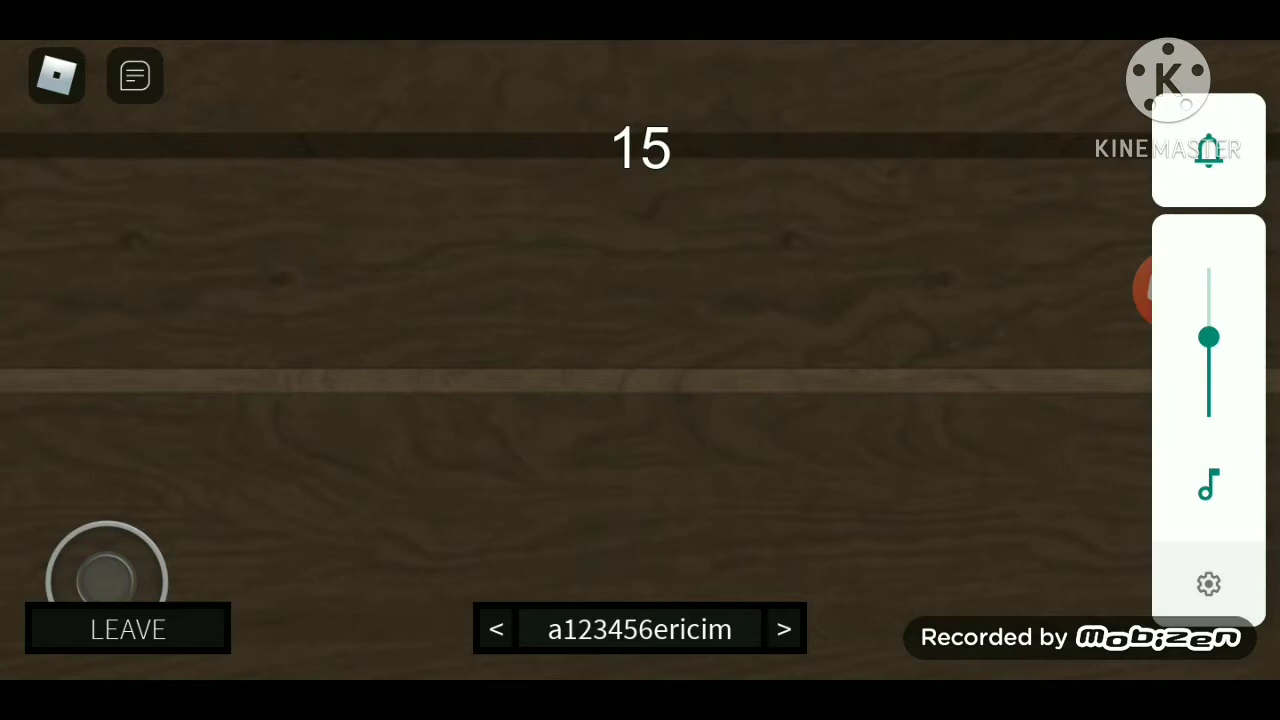 15
K
KINEMASTER
LEAVE
< a123456ericim >
Recorded by mobizen